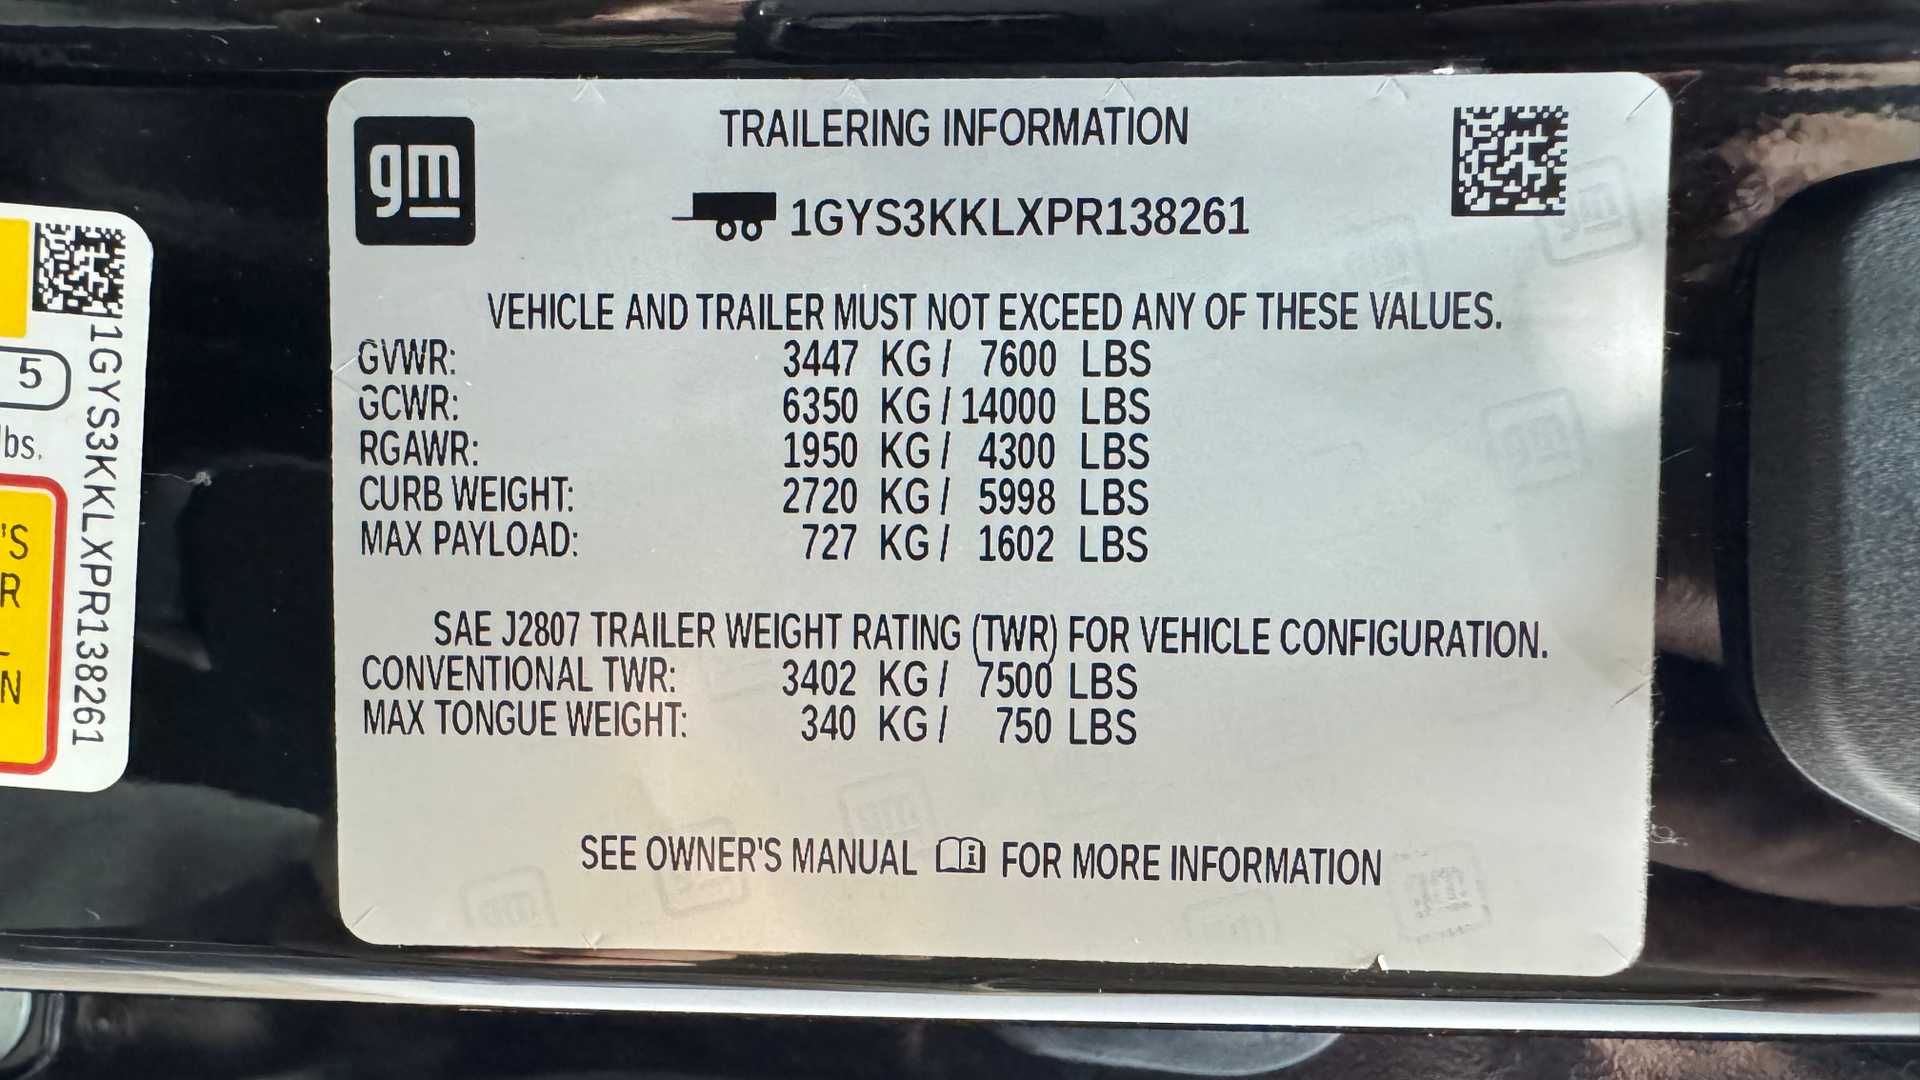 gm
TRAILERING INFORMATION
1GYS3KKLXPR138261
VEHICLE AND TRAILER MUST NOT EXCEED ANY OF THESE VALUES.
GVWR: 3447 KG / 7600 LBS
GCWR: 6350 KG / 14000 LBS
RGAWR: 1950 KG / 4300 LBS
CURB WEIGHT: 2720 KG / 5998 LBS
MAX PAYLOAD: 727 KG / 1602 LBS
SAE J2807 TRAILER WEIGHT RATING (TWR) FOR VEHICLE CONFIGURATION.
CONVENTIONAL TWR: 3402 KG / 7500 LBS
MAX TONGUE WEIGHT: 340 KG / 750 LBS
SEE OWNER'S MANUAL FOR MORE INFORMATION
5
lbs.
'S
R
N
1GYS3KKLXPR138261